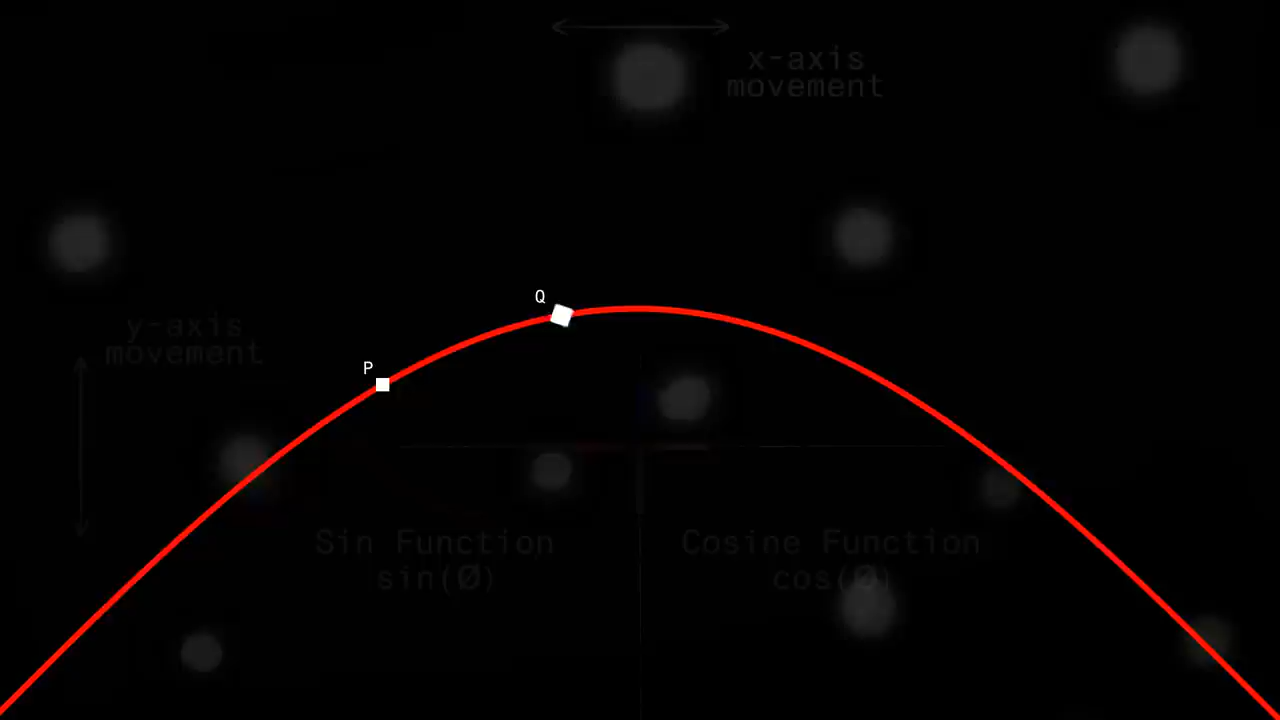 x-axis
movement
Q
y-axis
movement
P
Sin Function
sin(Ø)
Cosine Function
cos(Ø)